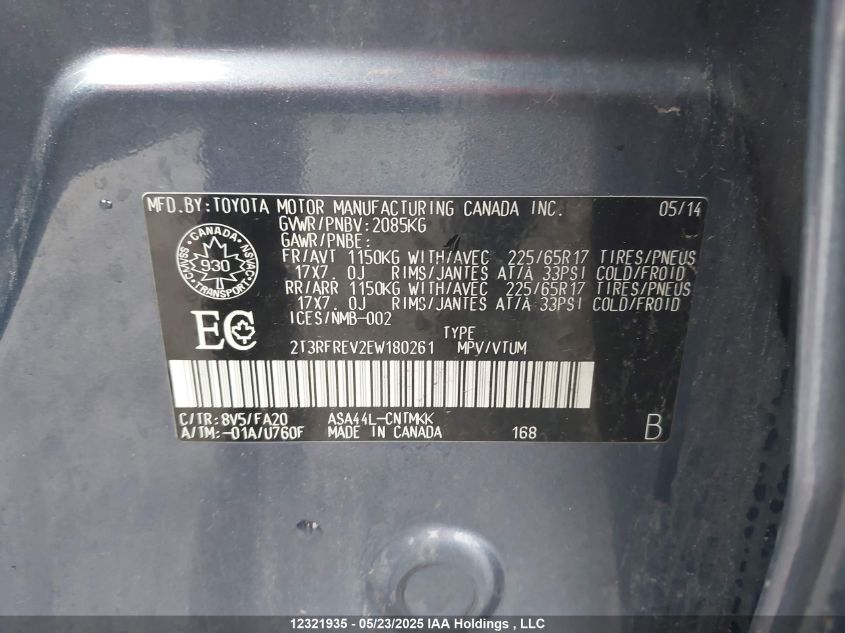 MFD.BY:TOYOTA MOTOR MANUFACTURING CANADA INC. 05/14
GVWR/PNBV:2085KG
GAWR/PNBE:
FR/AVT 1150KG WITH/AVEC 225/65R17 TIRES/PNEUS
17X7.0J RIMS/JANTES AT/À 33PSI COLD/FROID
RR/ARR 1150KG WITH/AVEC 225/65R17 TIRES/PNEUS
17X7.0J RIMS/JANTES AT/À 33PSI COLD/FROID
ICES/NMB-002
CANADA
CMVSS NSVAC
930
TRANSPORT
EC
TYPE
2T3RFREV2EW180261 MPV/VTUM
C/TR:8V5/FA20 ASA44L-CNTMKK
A/TM:-01A/U760F MADE IN CANADA 168 B
12321935 - 05/23/2025 IAA Holdings , LLC